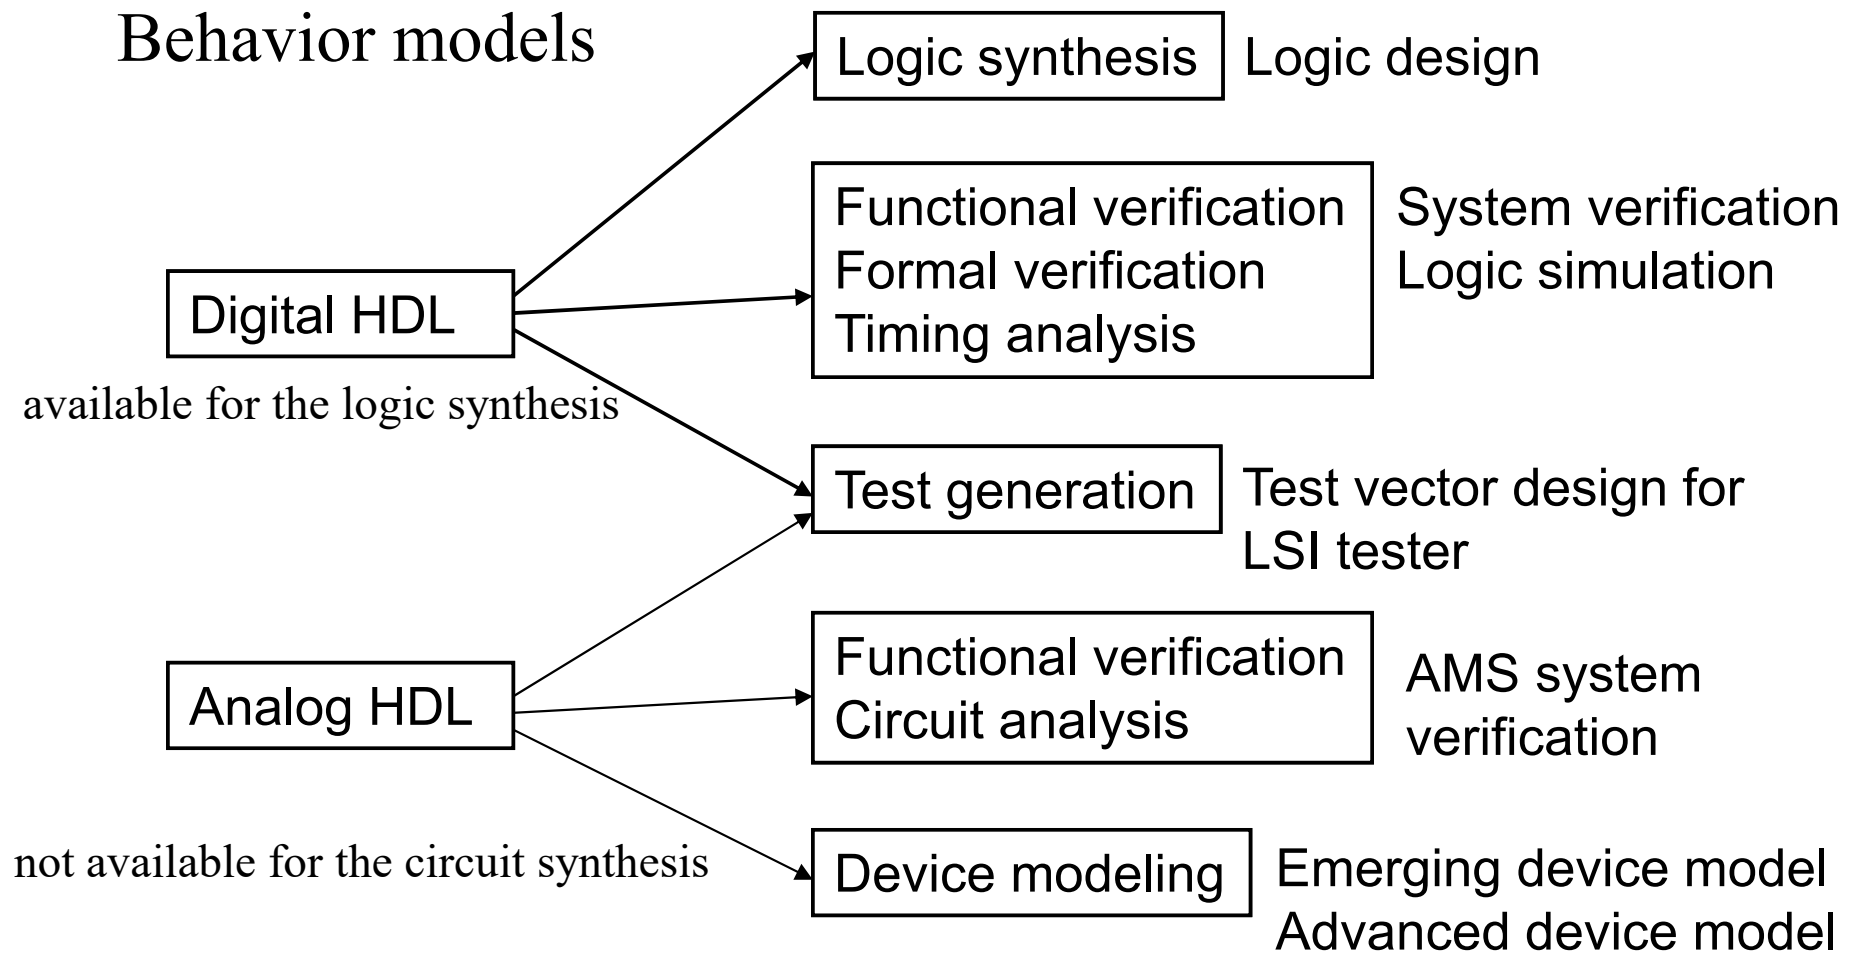 Behavior models
Logic synthesis
Logic design
Functional verification
Formal verification
Timing analysis
System verification
Logic simulation
Digital HDL
available for the logic synthesis
Test generation
Test vector design for
LSI tester
Functional verification
Circuit analysis
AMS system
verification
Analog HDL
not available for the circuit synthesis
Device modeling
Emerging device model
Advanced device model